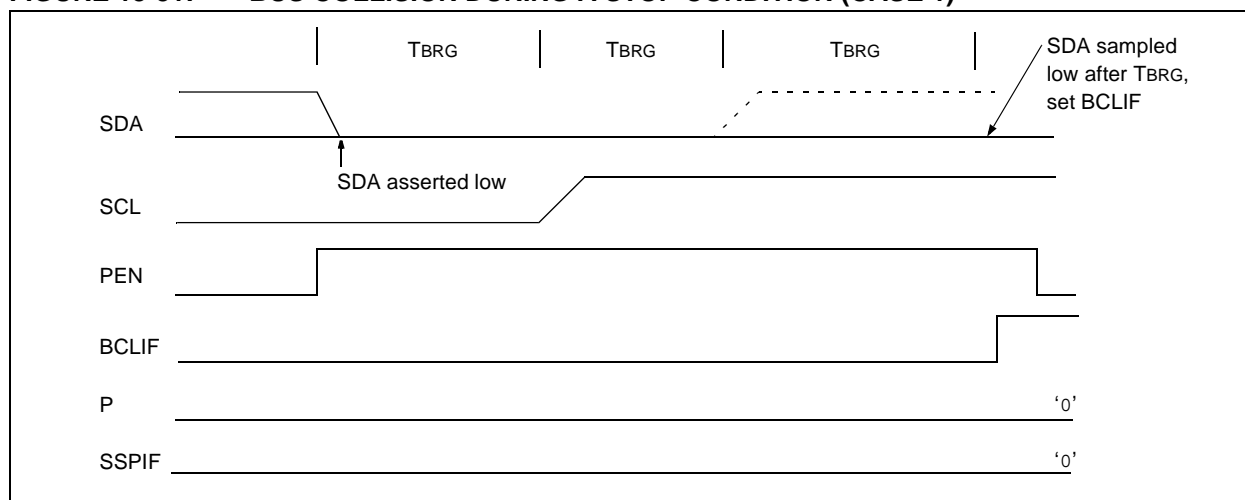 TBRG TBRG TBRG
SDA sampled
low after TBRG,
set BCLIF
SDA
SDA asserted low
SCL
PEN
BCLIF
P '0'
SSPIF '0'